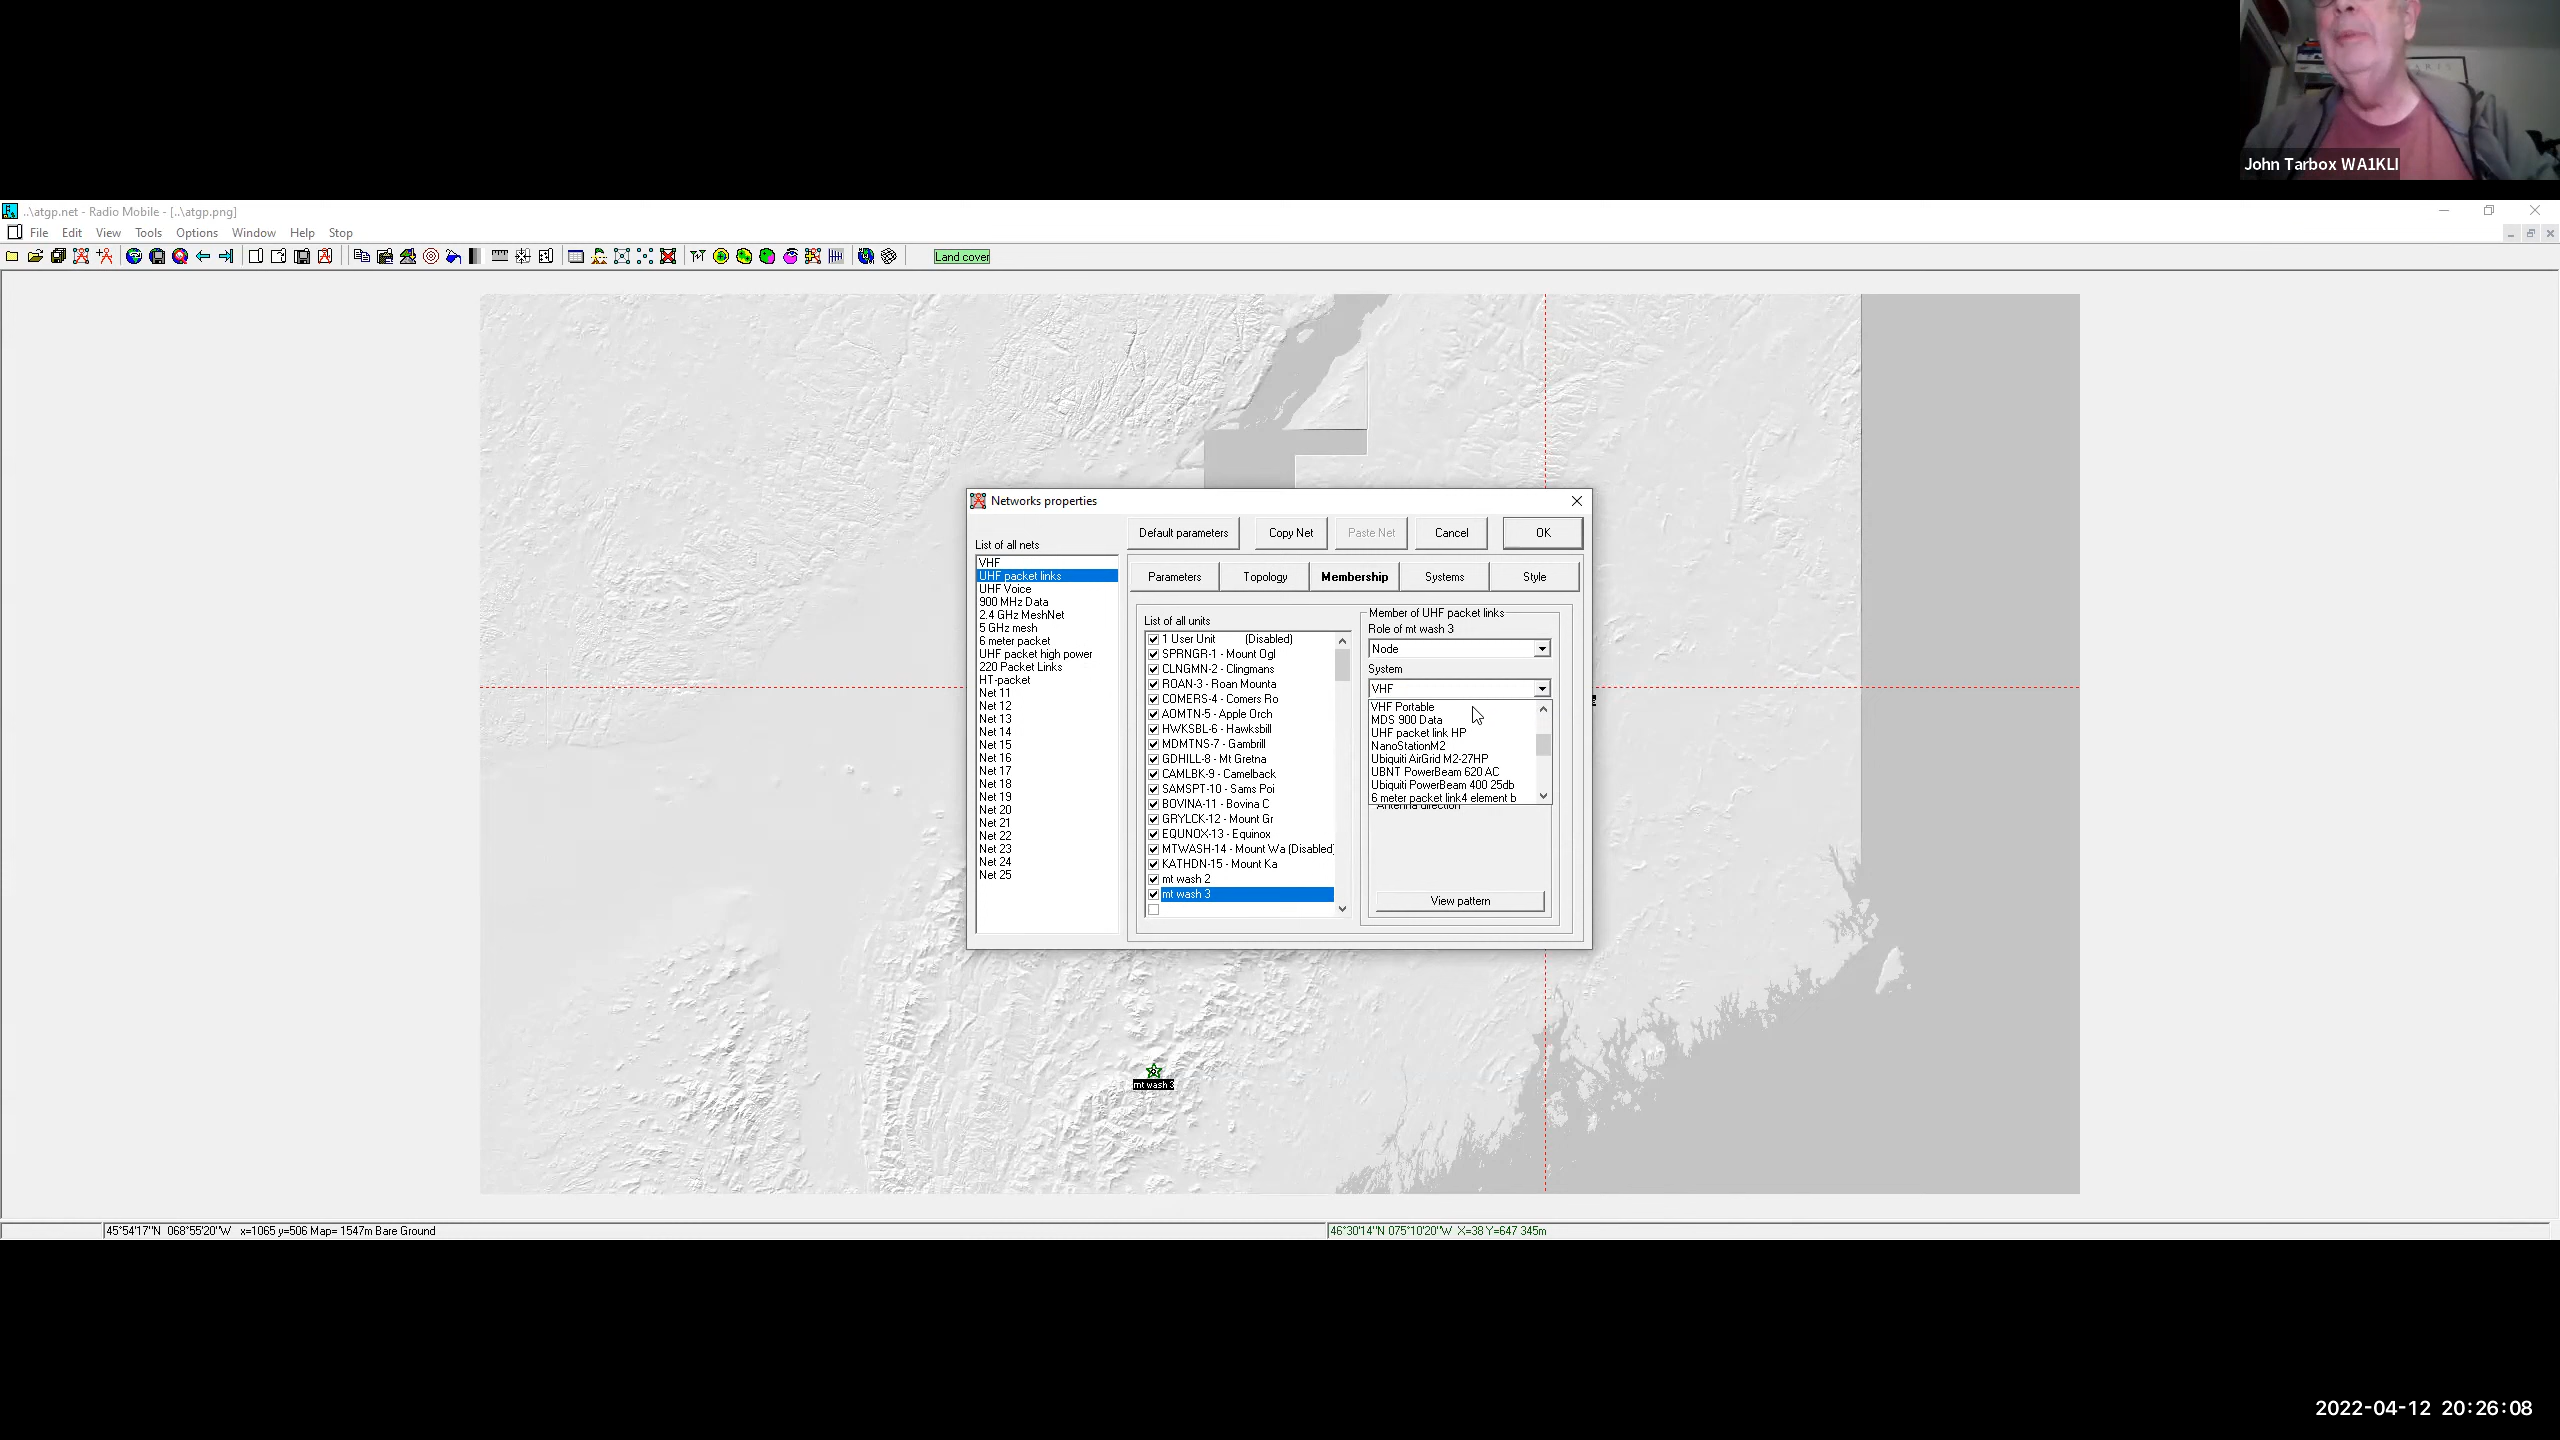 John Tarbox WA1KLI
..\atgp.net - Radio Mobile - [..\atgp.png]
File Edit View Tools Options Window Help Stop
Land cover
Networks properties
Default parameters
Copy Net
Paste Net
Cancel
OK
List of all nets
VHF
UHF packet links
UHF Voice
900 MHz Data
2.4 GHz MeshNet
5 GHz mesh
6 meter packet
UHF packet high power
220 Packet Links
HT-packet
Net 11
Net 12
Net 13
Net 14
Net 15
Net 16
Net 17
Net 18
Net 19
Net 20
Net 21
Net 22
Net 23
Net 24
Net 25
Parameters
Topology
Membership
Systems
Style
List of all units
1 User Unit (Disabled)
SPRNGR-1 - Mount Ogl
CLNGMN-2 - Clingmans
ROAN-3 - Roan Mounta
COMERS-4 - Comers Ro
AOMTN-5 - Apple Orch
HWKSBL-6 - Hawksbill
MDMTNS-7 - Gambrill
GDHILL-8 - Mt Gretna
CAMLBK-9 - Camelback
SAMSPT-10 - Sams Poi
BOVINA-11 - Bovina C
GRYLCK-12 - Mount Gr
EQUNOX-13 - Equinox
MTWASH-14 - Mount Wa (Disabled)
KATHDN-15 - Mount Ka
mt wash 2
mt wash 3
Member of UHF packet links
Role of mt wash 3
Node
System
VHF
VHF Portable
MDS 900 Data
UHF packet link HP
NanoStationM2
Ubiquiti AirGrid M2-27HP
UBNT PowerBeam 620 AC
Ubiquiti PowerBeam 400 25db
6 meter packet link4 element b
Antenna direction
View pattern
mt wash 3
45°54'17"N 068°55'20"W x=1065 y=506 Map= 1547m Bare Ground
46°30'14"N 075°10'20"W X=38 Y=647 345m
2022-04-12 20:26:08